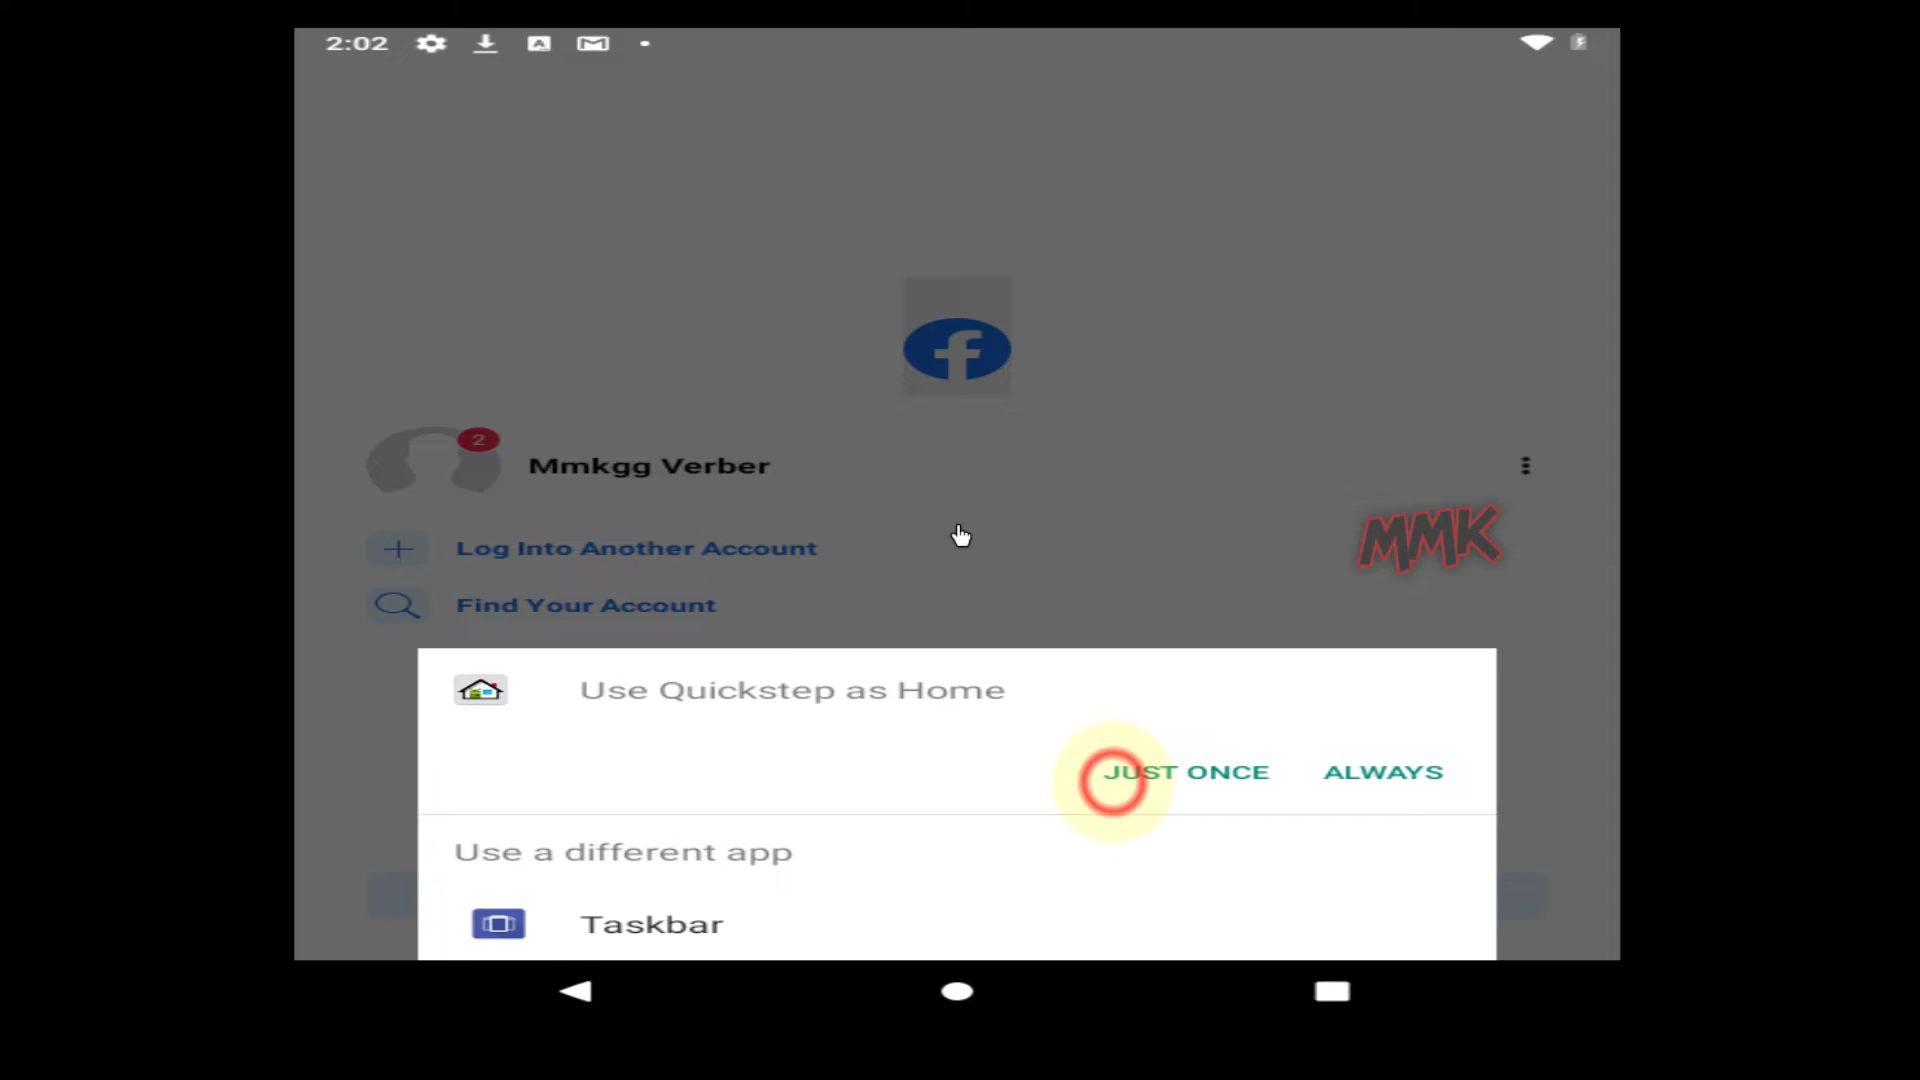 2:02
f
2
Mmkgg Verber
MMK
Log Into Another Account
Find Your Account
Use Quickstep as Home
JUST ONCE ALWAYS
Use a different app
Taskbar